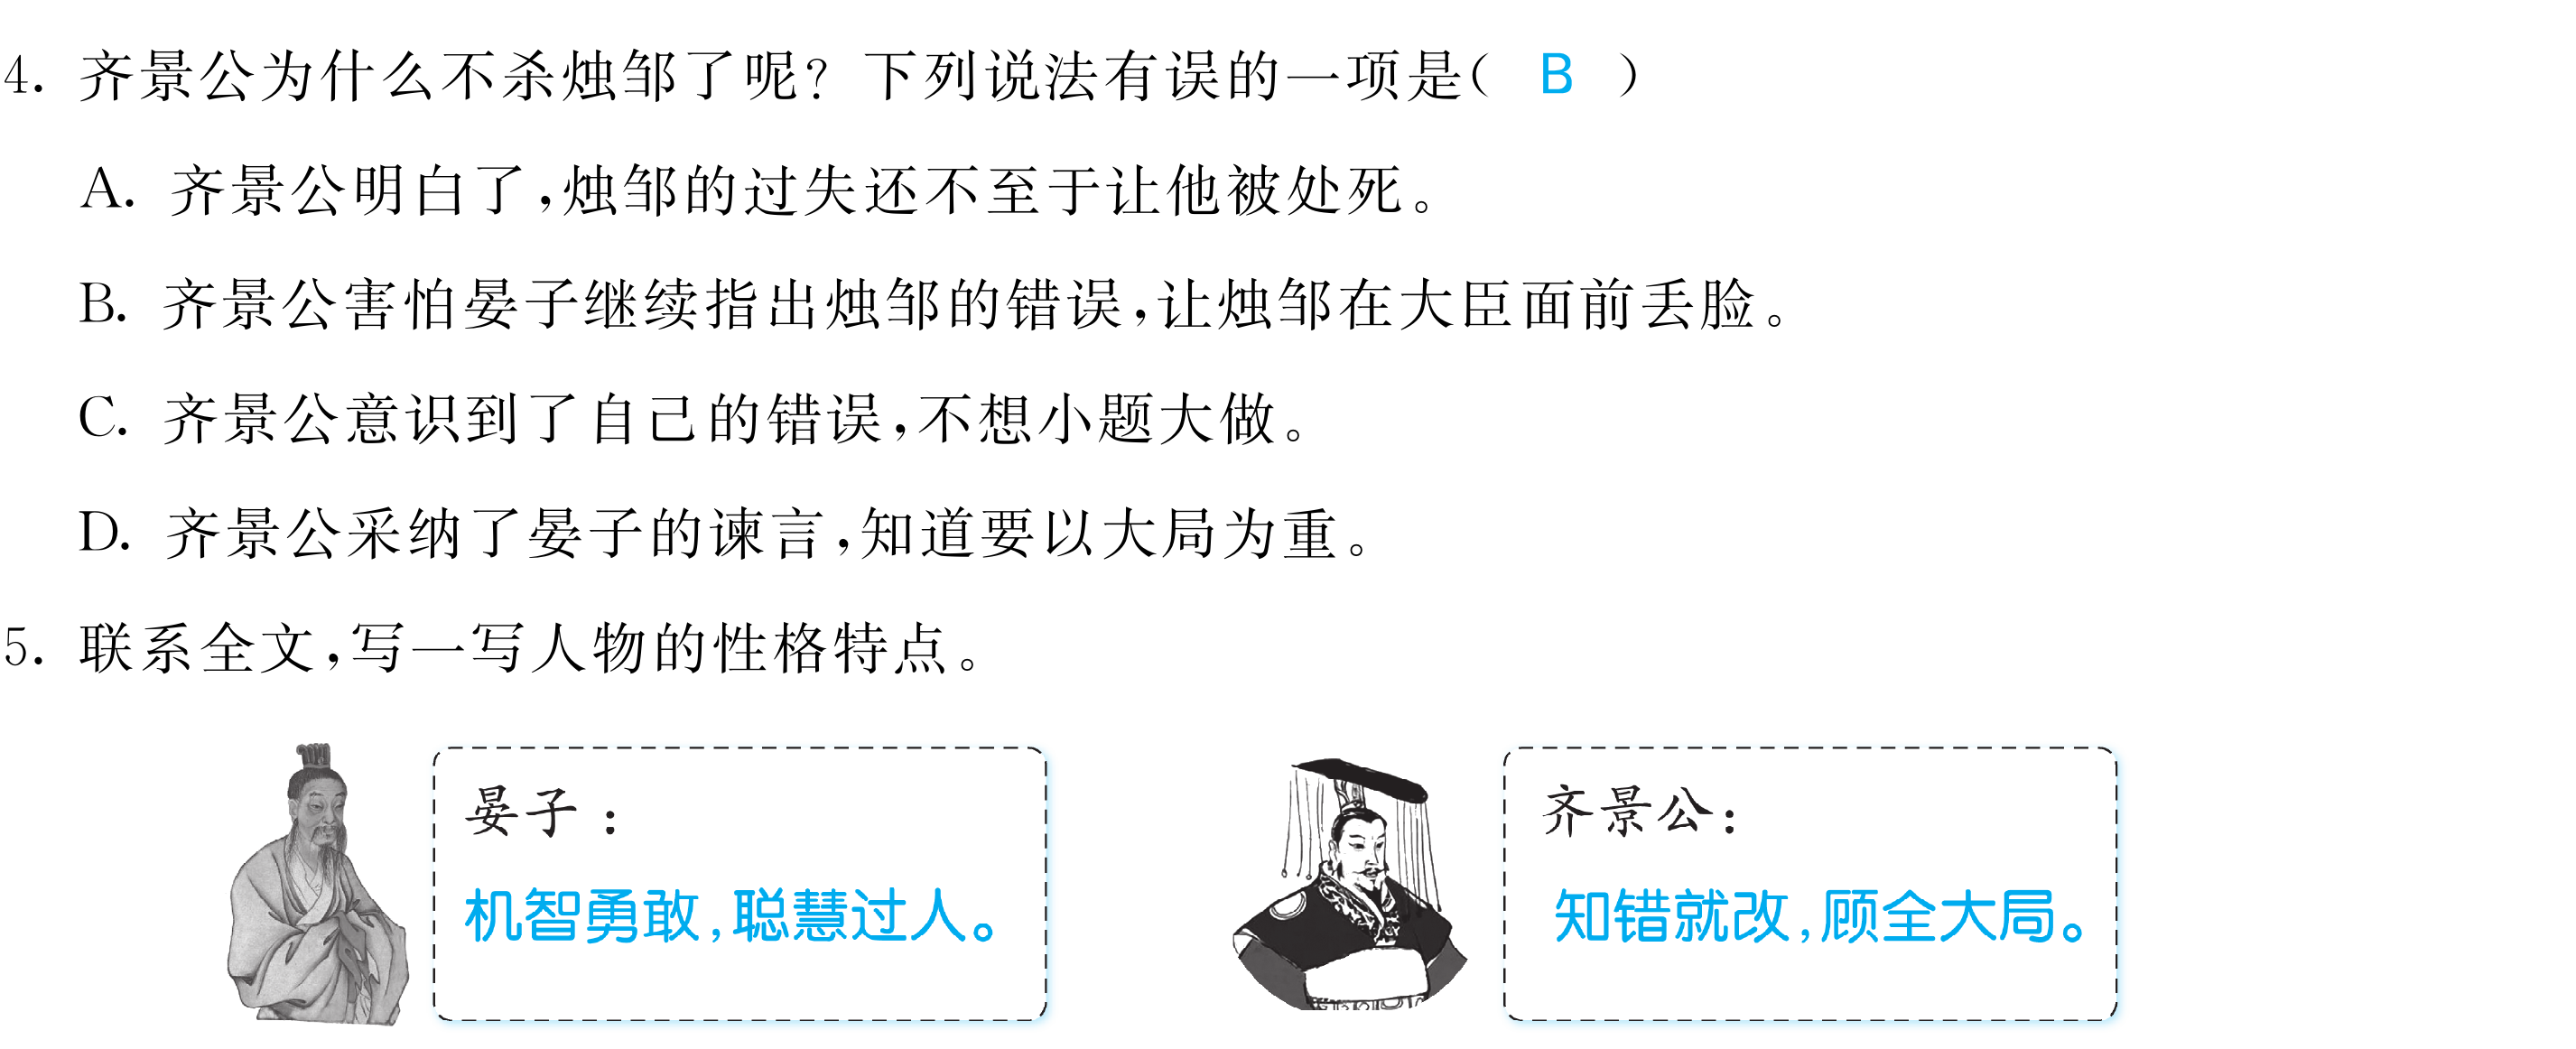 4. 齐景公为什么不杀烛邹了呢？下列说法有误的一项是( B )
A. 齐景公明白了,烛邹的过失还不至于让他被处死。
B. 齐景公害怕晏子继续指出烛邹的错误,让烛邹在大臣面前丢脸。
C. 齐景公意识到了自己的错误,不想小题大做。
D. 齐景公采纳了晏子的谏言,知道要以大局为重。
5. 联系全文,写一写人物的性格特点。
晏子：
机智勇敢,聪慧过人。
齐景公：
知错就改,顾全大局。